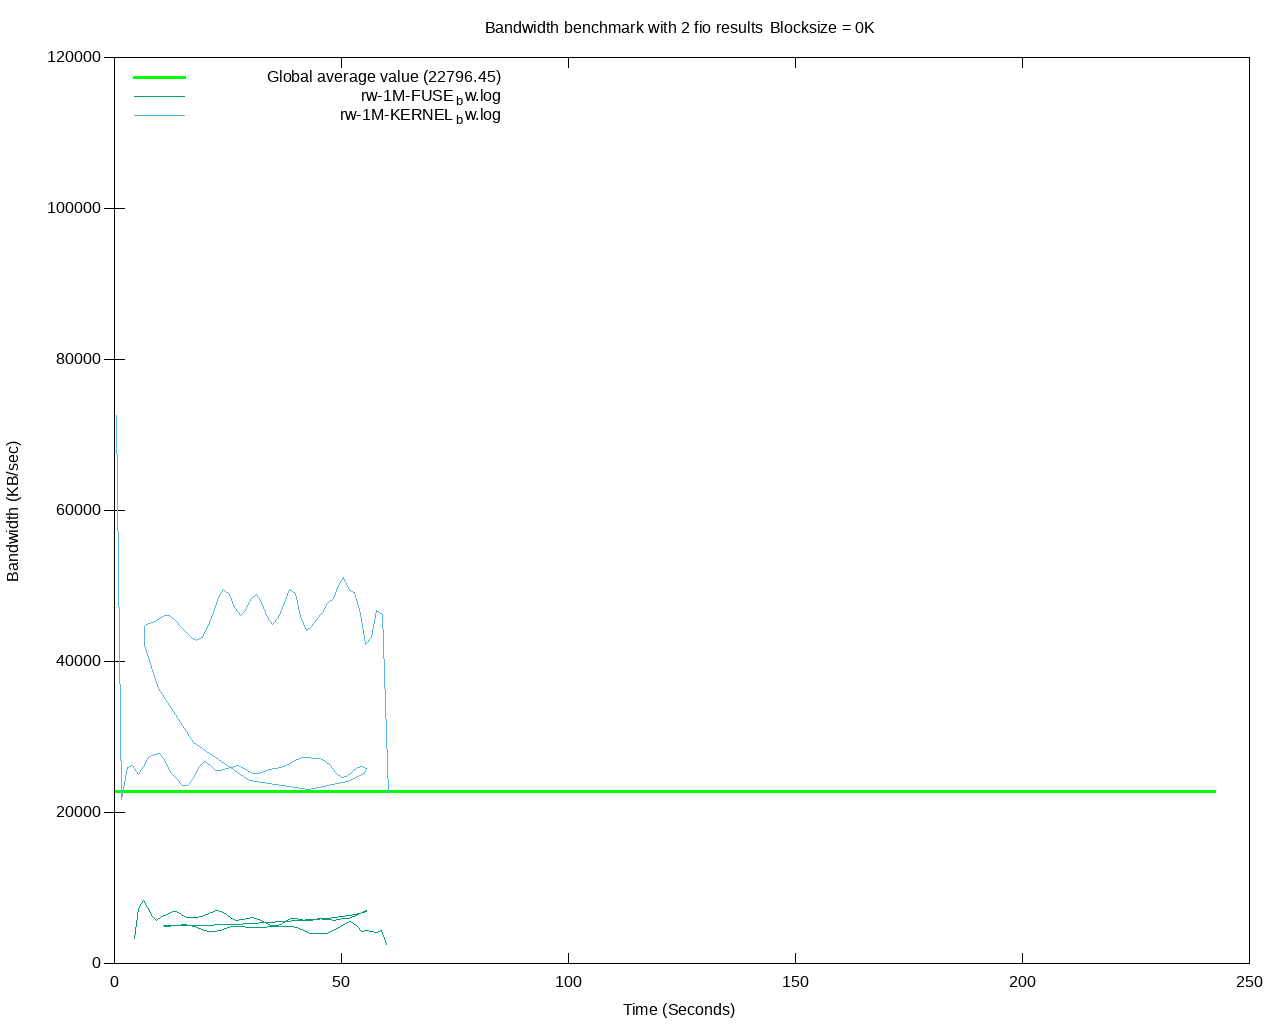 Bandwidth benchmark with 2 fio results Blocksize = 0K
Global average value (22796.45)
rw-1M-FUSE_bw.log
rw-1M-KERNEL_bw.log
Bandwidth (KB/sec)
120000
100000
80000
60000
40000
20000
0
0 50 100 150 200 250
Time (Seconds)